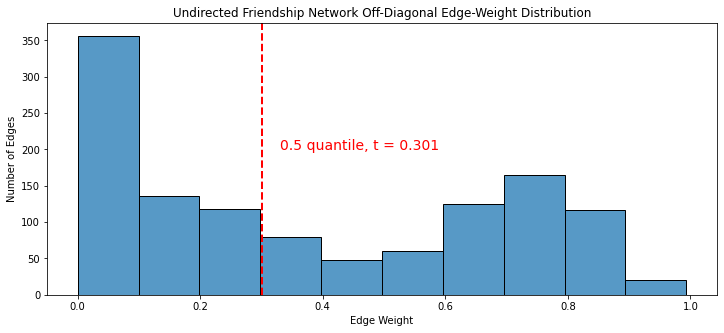 Undirected Friendship Network Off-Diagonal Edge-Weight Distribution
350
300
250
200
150
100
50
0
Number of Edges
0.5 quantile, t = 0.301
0.0 0.2 0.4 0.6 0.8 1.0
Edge Weight